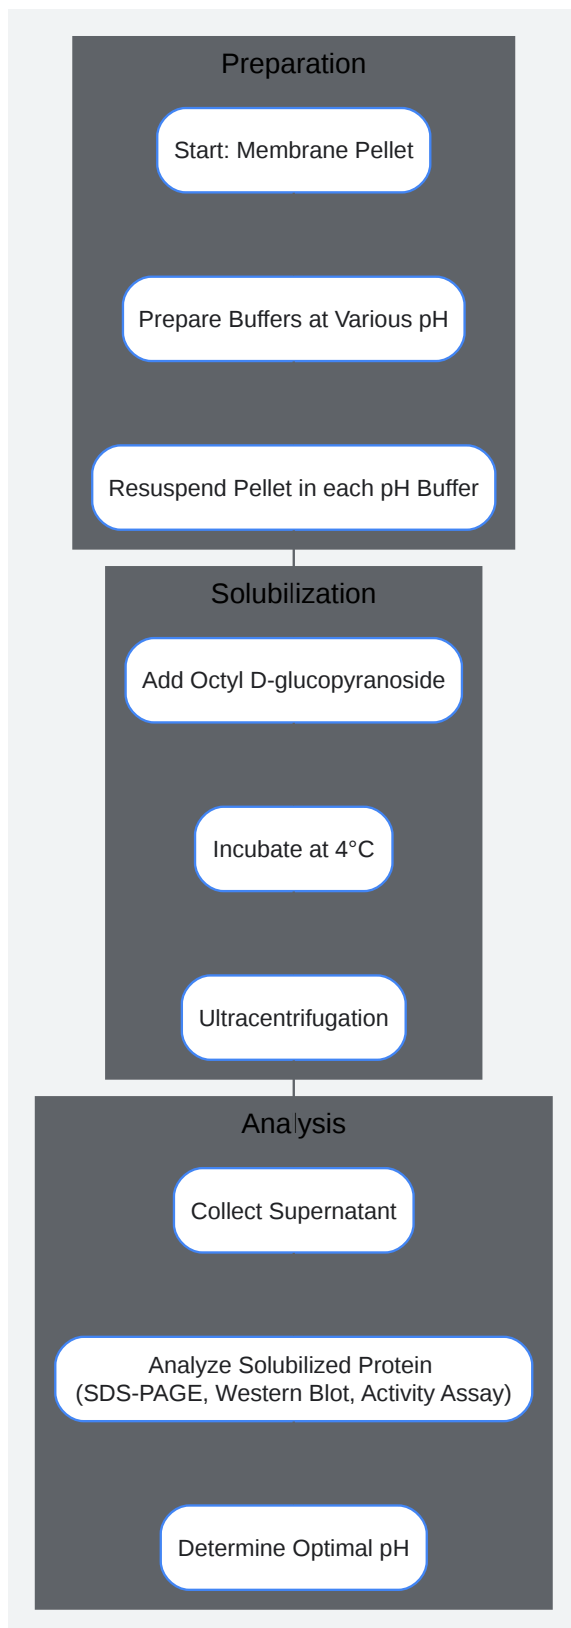 Preparation
Start: Membrane Pellet
Prepare Buffers at Various pH
Resuspend Pellet in each pH Buffer
Solubilization
Add Octyl D-glucopyranoside
Incubate at 4°C
Ultracentrifugation
Analysis
Collect Supernatant
Analyze Solubilized Protein
(SDS-PAGE, Western Blot, Activity Assay)
Determine Optimal pH